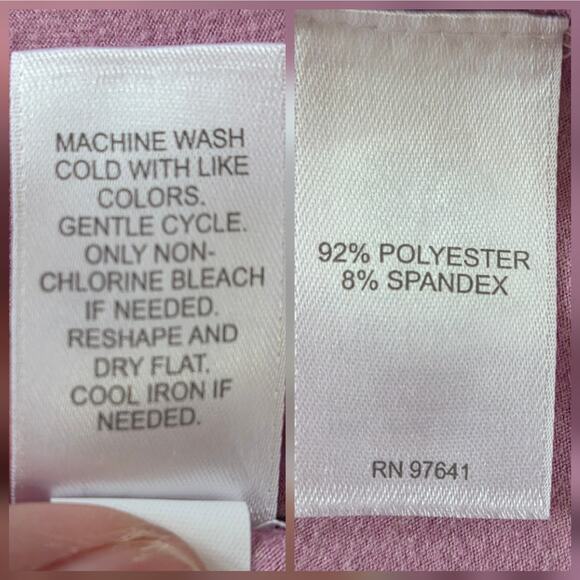 MACHINE WASH
COLD WITH LIKE
COLORS.
GENTLE CYCLE.
ONLY NON-
CHLORINE BLEACH
IF NEEDED.
RESHAPE AND
DRY FLAT.
COOL IRON IF
NEEDED.
92% POLYESTER
8% SPANDEX
RN 97641